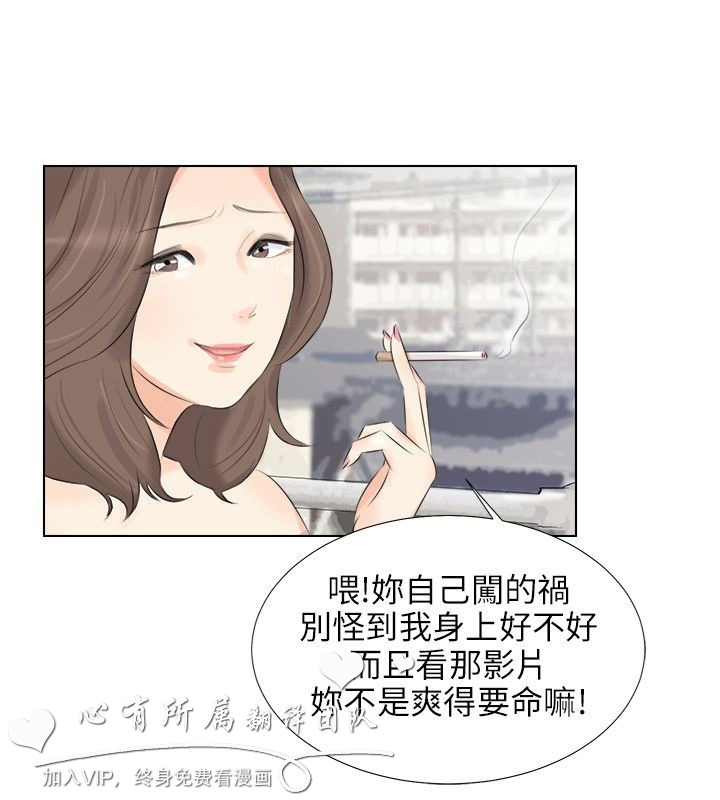 喂!妳自己闖的禍
別怪到我身上好不好
而且看那影片
妳不是爽得要命嘛!
心有所属翻译团队
加入VIP，终身免费看漫画